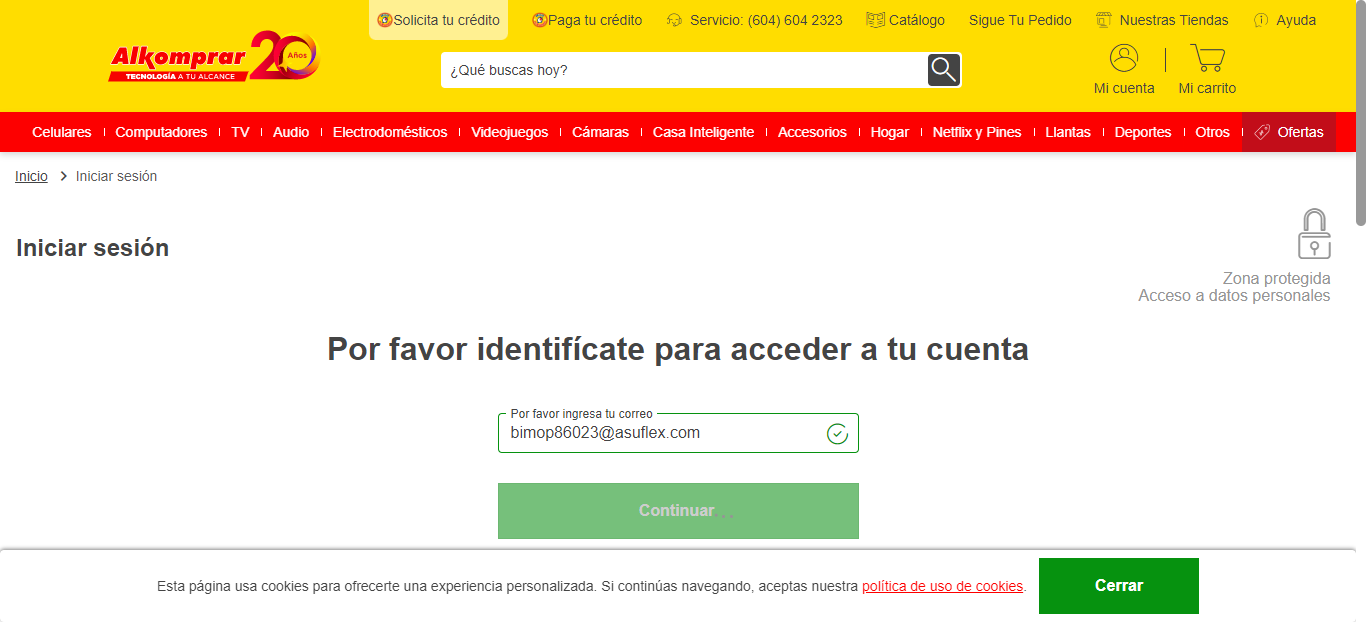 Solicita tu crédito
Paga tu crédito
Servicio: (604) 604 2323
Catálogo
Sigue Tu Pedido
Nuestras Tiendas
Ayuda
Alkomprar 20 Años
TECNOLOGÍA A TU ALCANCE
¿Qué buscas hoy?
Mi cuenta
Mi carrito
Celulares
Computadores
TV
Audio
Electrodomésticos
Videojuegos
Cámaras
Casa Inteligente
Accesorios
Hogar
Netflix y Pines
Llantas
Deportes
Otros
Ofertas
Inicio > Iniciar sesión
Iniciar sesión
Zona protegida
Acceso a datos personales
Por favor identifícate para acceder a tu cuenta
Por favor ingresa tu correo
bimop86023@asuflex.com
Continuar...
Esta página usa cookies para ofrecerte una experiencia personalizada. Si continúas navegando, aceptas nuestra política de uso de cookies.
Cerrar